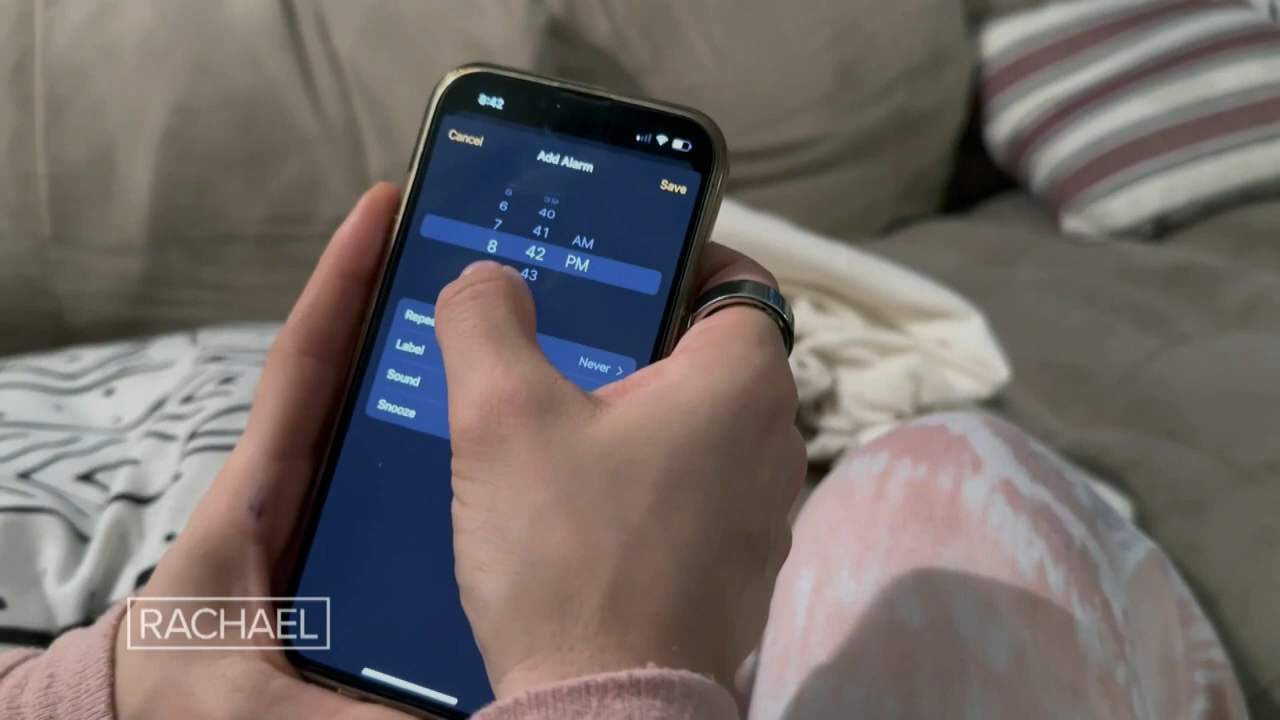 8:42
Cancel
Add Alarm
Save
6 40
7 41 AM
8 42 PM
43
Label
Never >
Sound
Snooze
RACHAEL